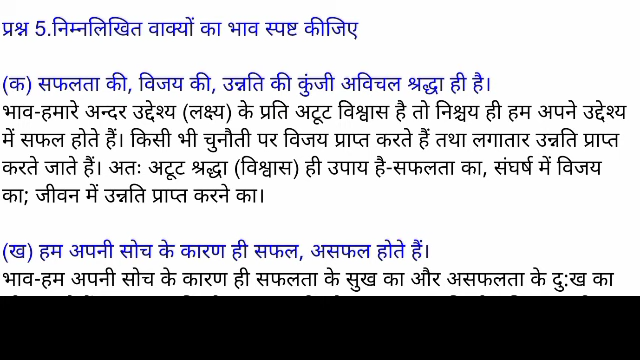 प्रश्न 5.निम्नलिखित वाक्यों का भाव स्पष्ट कीजिए
(क) सफलता की, विजय की, उन्नति की कुंजी अविचल श्रद्धा ही है।
भाव-हमारे अन्दर उद्देश्य (लक्ष्य) के प्रति अटूट विश्वास है तो निश्चय ही हम अपने उद्देश्य
में सफल होते हैं। किसी भी चुनौती पर विजय प्राप्त करते हैं तथा लगातार उन्नति प्राप्त
करते जाते हैं। अतः अटूट श्रद्धा (विश्वास) ही उपाय है-सफलता का, संघर्ष में विजय
का; जीवन में उन्नति प्राप्त करने का।
(ख) हम अपनी सोच के कारण ही सफल, असफल होते हैं।
भाव-हम अपनी सोच के कारण ही सफलता के सुख का और असफलता के दु:ख का